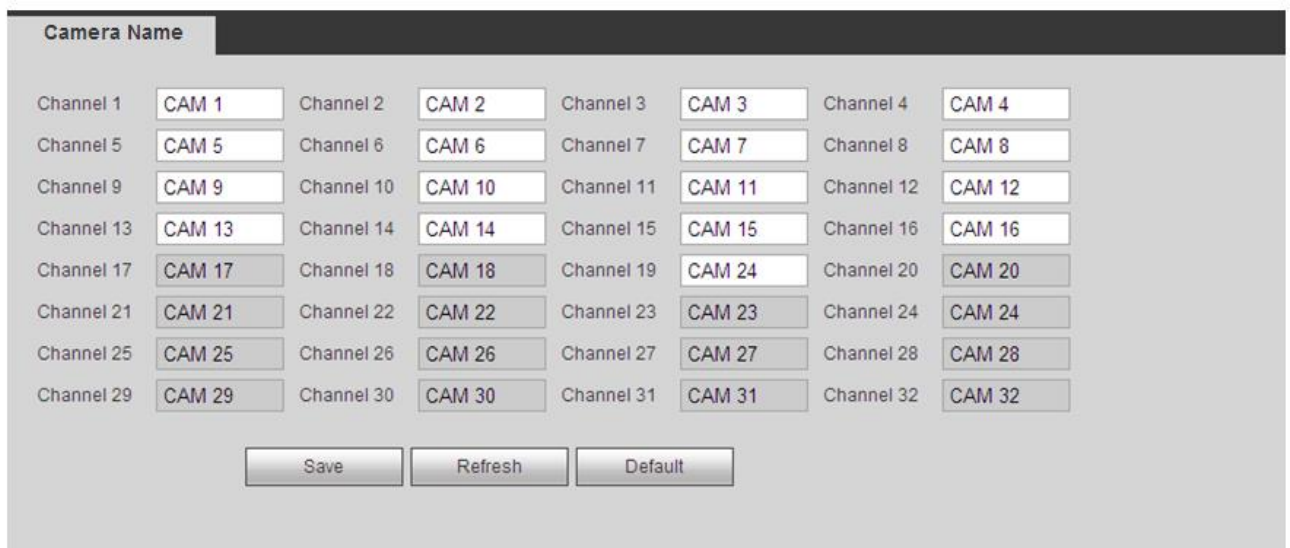 Camera Name
Channel 1 CAM 1 Channel 2 CAM 2 Channel 3 CAM 3 Channel 4 CAM 4
Channel 5 CAM 5 Channel 6 CAM 6 Channel 7 CAM 7 Channel 8 CAM 8
Channel 9 CAM 9 Channel 10 CAM 10 Channel 11 CAM 11 Channel 12 CAM 12
Channel 13 CAM 13 Channel 14 CAM 14 Channel 15 CAM 15 Channel 16 CAM 16
Channel 17 CAM 17 Channel 18 CAM 18 Channel 19 CAM 24 Channel 20 CAM 20
Channel 21 CAM 21 Channel 22 CAM 22 Channel 23 CAM 23 Channel 24 CAM 24
Channel 25 CAM 25 Channel 26 CAM 26 Channel 27 CAM 27 Channel 28 CAM 28
Channel 29 CAM 29 Channel 30 CAM 30 Channel 31 CAM 31 Channel 32 CAM 32
Save Refresh Default